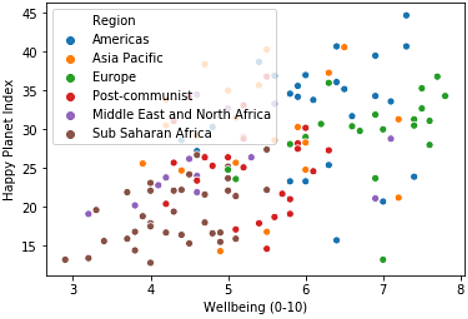 45
40
35
30
25
20
15
Happy Planet Index
Region
Americas
Asia Pacific
Europe
Post-communist
Middle East and North Africa
Sub Saharan Africa
3 4 5 6 7 8
Wellbeing (0-10)